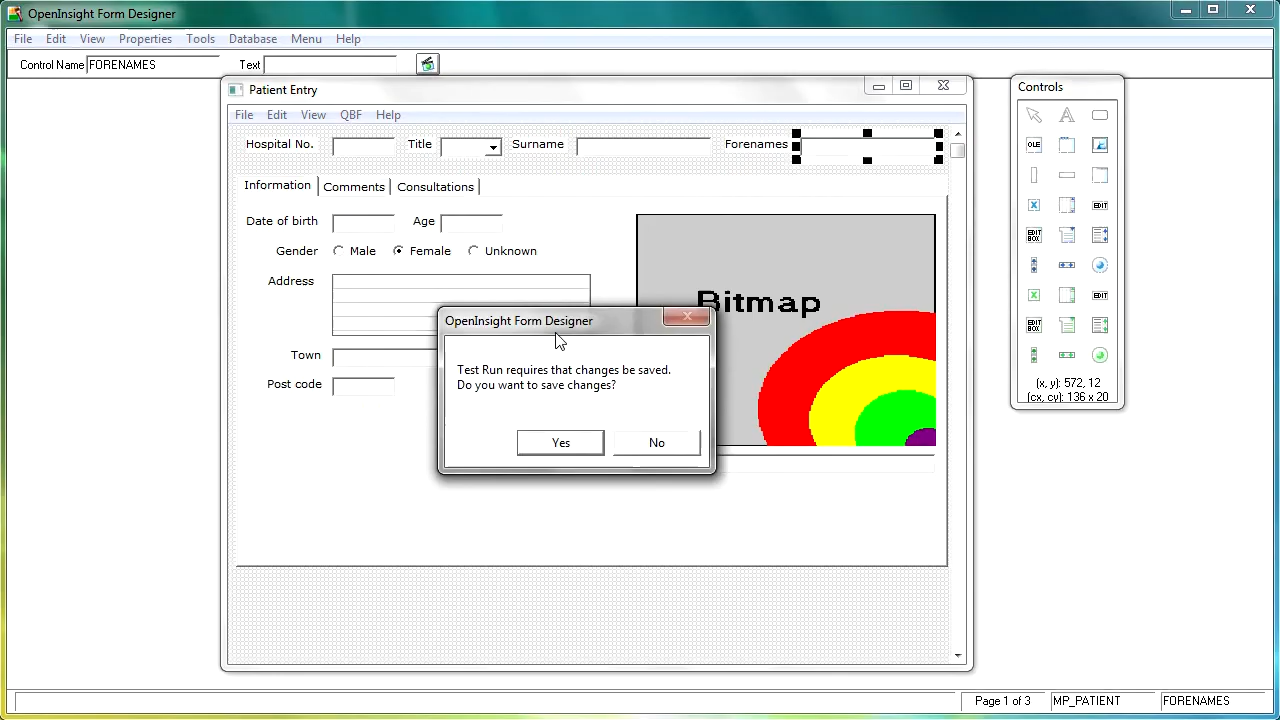 OpenInsight Form Designer
File Edit View Properties Tools Database Menu Help
Control Name FORENAMES Text
Patient Entry
File Edit View QBF Help
Hospital No. Title Surname Forenames
Information Comments Consultations
Date of birth Age
Gender Male Female Unknown
Address
Town
Post code
Bitmap
OpenInsight Form Designer
Test Run requires that changes be saved.
Do you want to save changes?
Yes No
Controls
OLE
EDIT
EDIT BOX
EDIT
EDIT BOX
(x, y): 572, 12
(cx, cy): 136 x 20
Page 1 of 3 MP_PATIENT FORENAMES